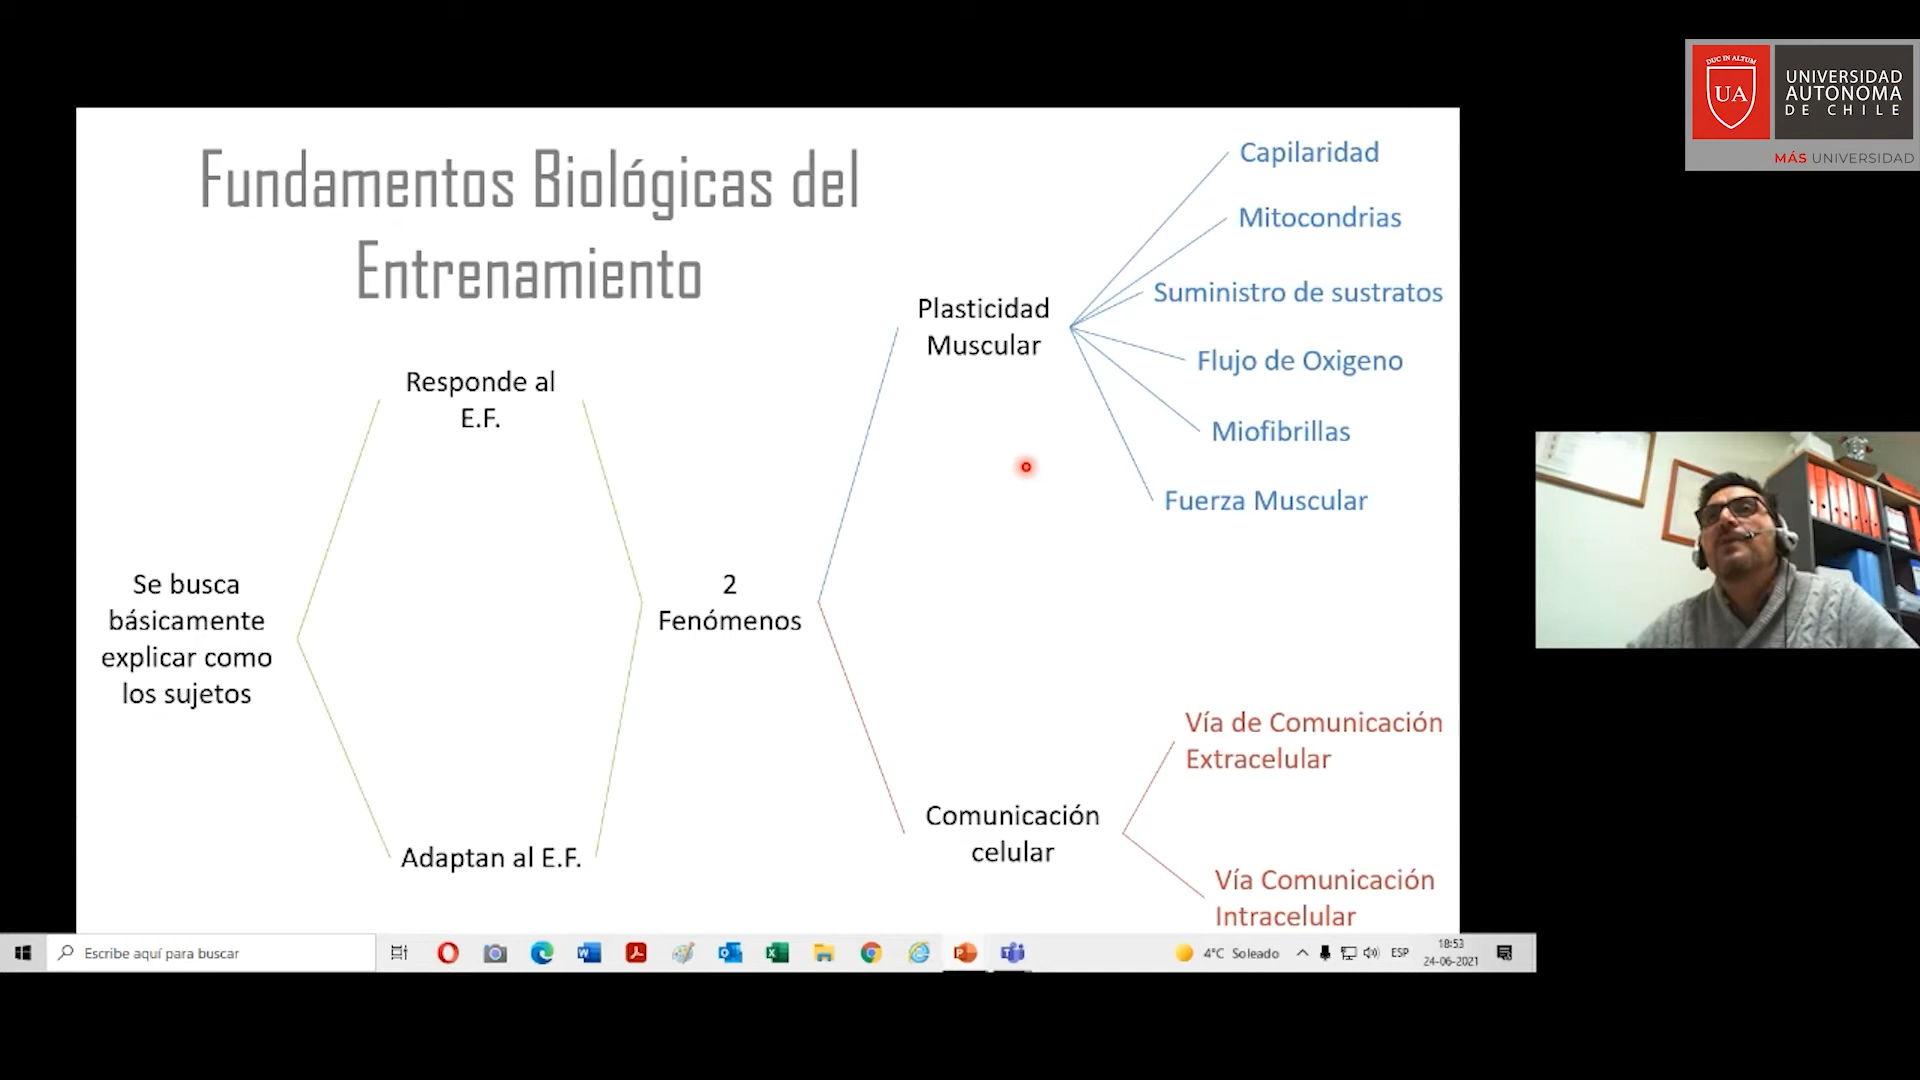 DUC IN ALTUM
UA
UNIVERSIDAD
AUTONOMA
DE CHILE
MÁS UNIVERSIDAD
Fundamentos Biológicas del
Entrenamiento
Se busca
básicamente
explicar como
los sujetos
Responde al
E.F.
Adaptan al E.F.
2
Fenómenos
Plasticidad
Muscular
Capilaridad
Mitocondrias
Suministro de sustratos
Flujo de Oxigeno
Miofibrillas
Fuerza Muscular
Comunicación
celular
Vía de Comunicación
Extracelular
Vía Comunicación
Intracelular
Escribe aquí para buscar
4°C Soleado
ESP
18:53
24-06-2021